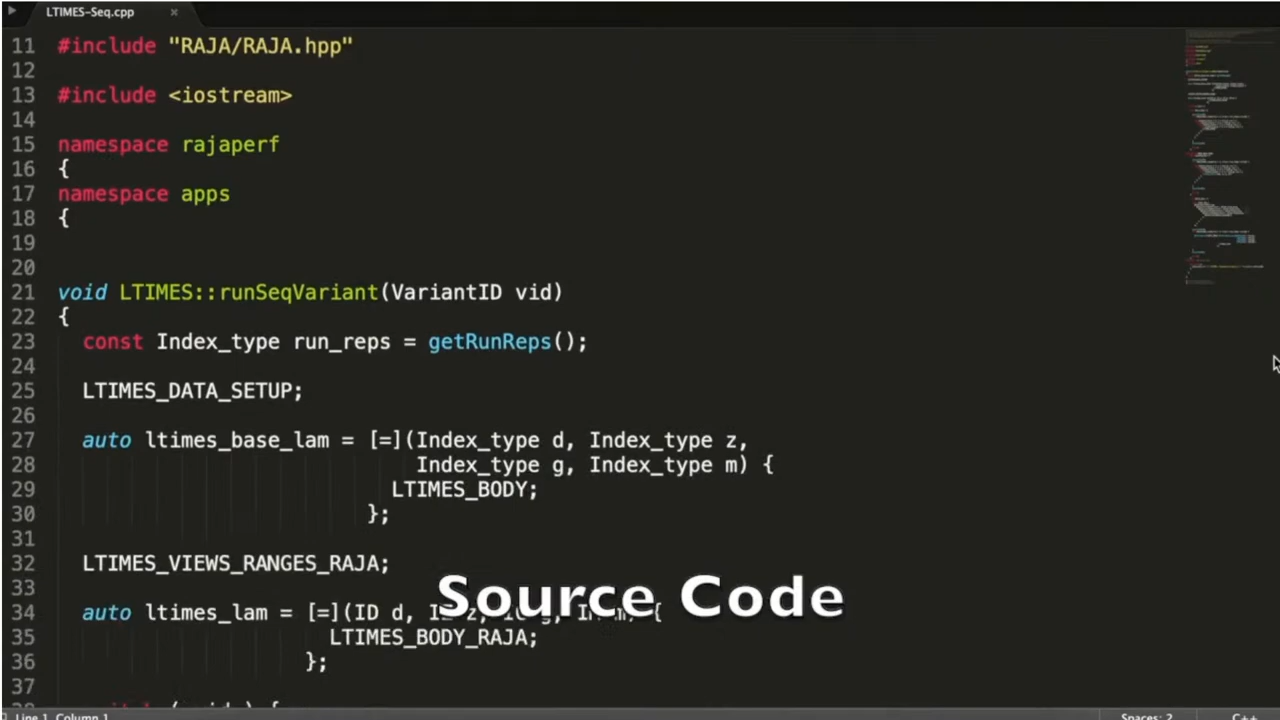 LTIMES-Seq.cpp ×
11 #include "RAJA/RAJA.hpp"
12
13 #include <iostream>
14
15 namespace rajaperf
16 {
17 namespace apps
18 {
19
20
21 void LTIMES::runSeqVariant(VariantID vid)
22 {
23 const Index_type run_reps = getRunReps();
24
25 LTIMES_DATA_SETUP;
26
27 auto ltimes_base_lam = [=](Index_type d, Index_type z,
28 Index_type g, Index_type m) {
29 LTIMES_BODY;
30 };
31
32 LTIMES_VIEWS_RANGES_RAJA;
33
34 auto ltimes_lam = [=](ID d, {
Source Code
35 LTIMES_BODY_RAJA;
36 };
37
Line 1, Column 1 Spaces: 2 C++